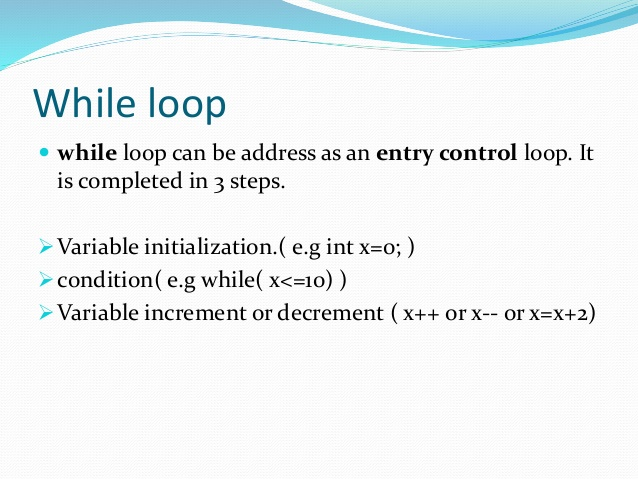 While loop
while loop can be address as an entry control loop. It
is completed in 3 steps.
Variable initialization.( e.g int x=0; )
condition( e.g while( x<=10) )
Variable increment or decrement ( x++ or x-- or x=x+2)